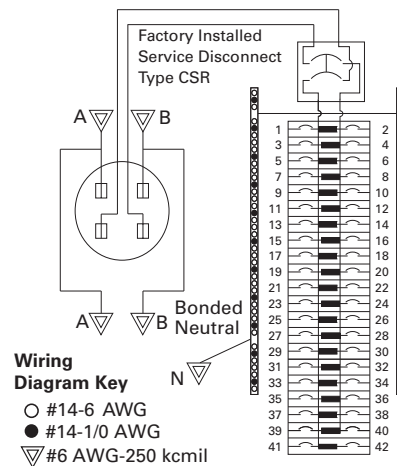 Factory Installed
Service Disconnect
Type CSR
A B
1 2
3 4
5 6
7 8
9 10
11 12
13 14
15 16
17 18
19 20
21 22
23 24
25 26
27 28
29 30
31 32
33 34
35 36
37 38
39 40
41 42
A B
Bonded
Neutral
N
Wiring
Diagram Key
#14-6 AWG
#14-1/0 AWG
#6 AWG-250 kcmil